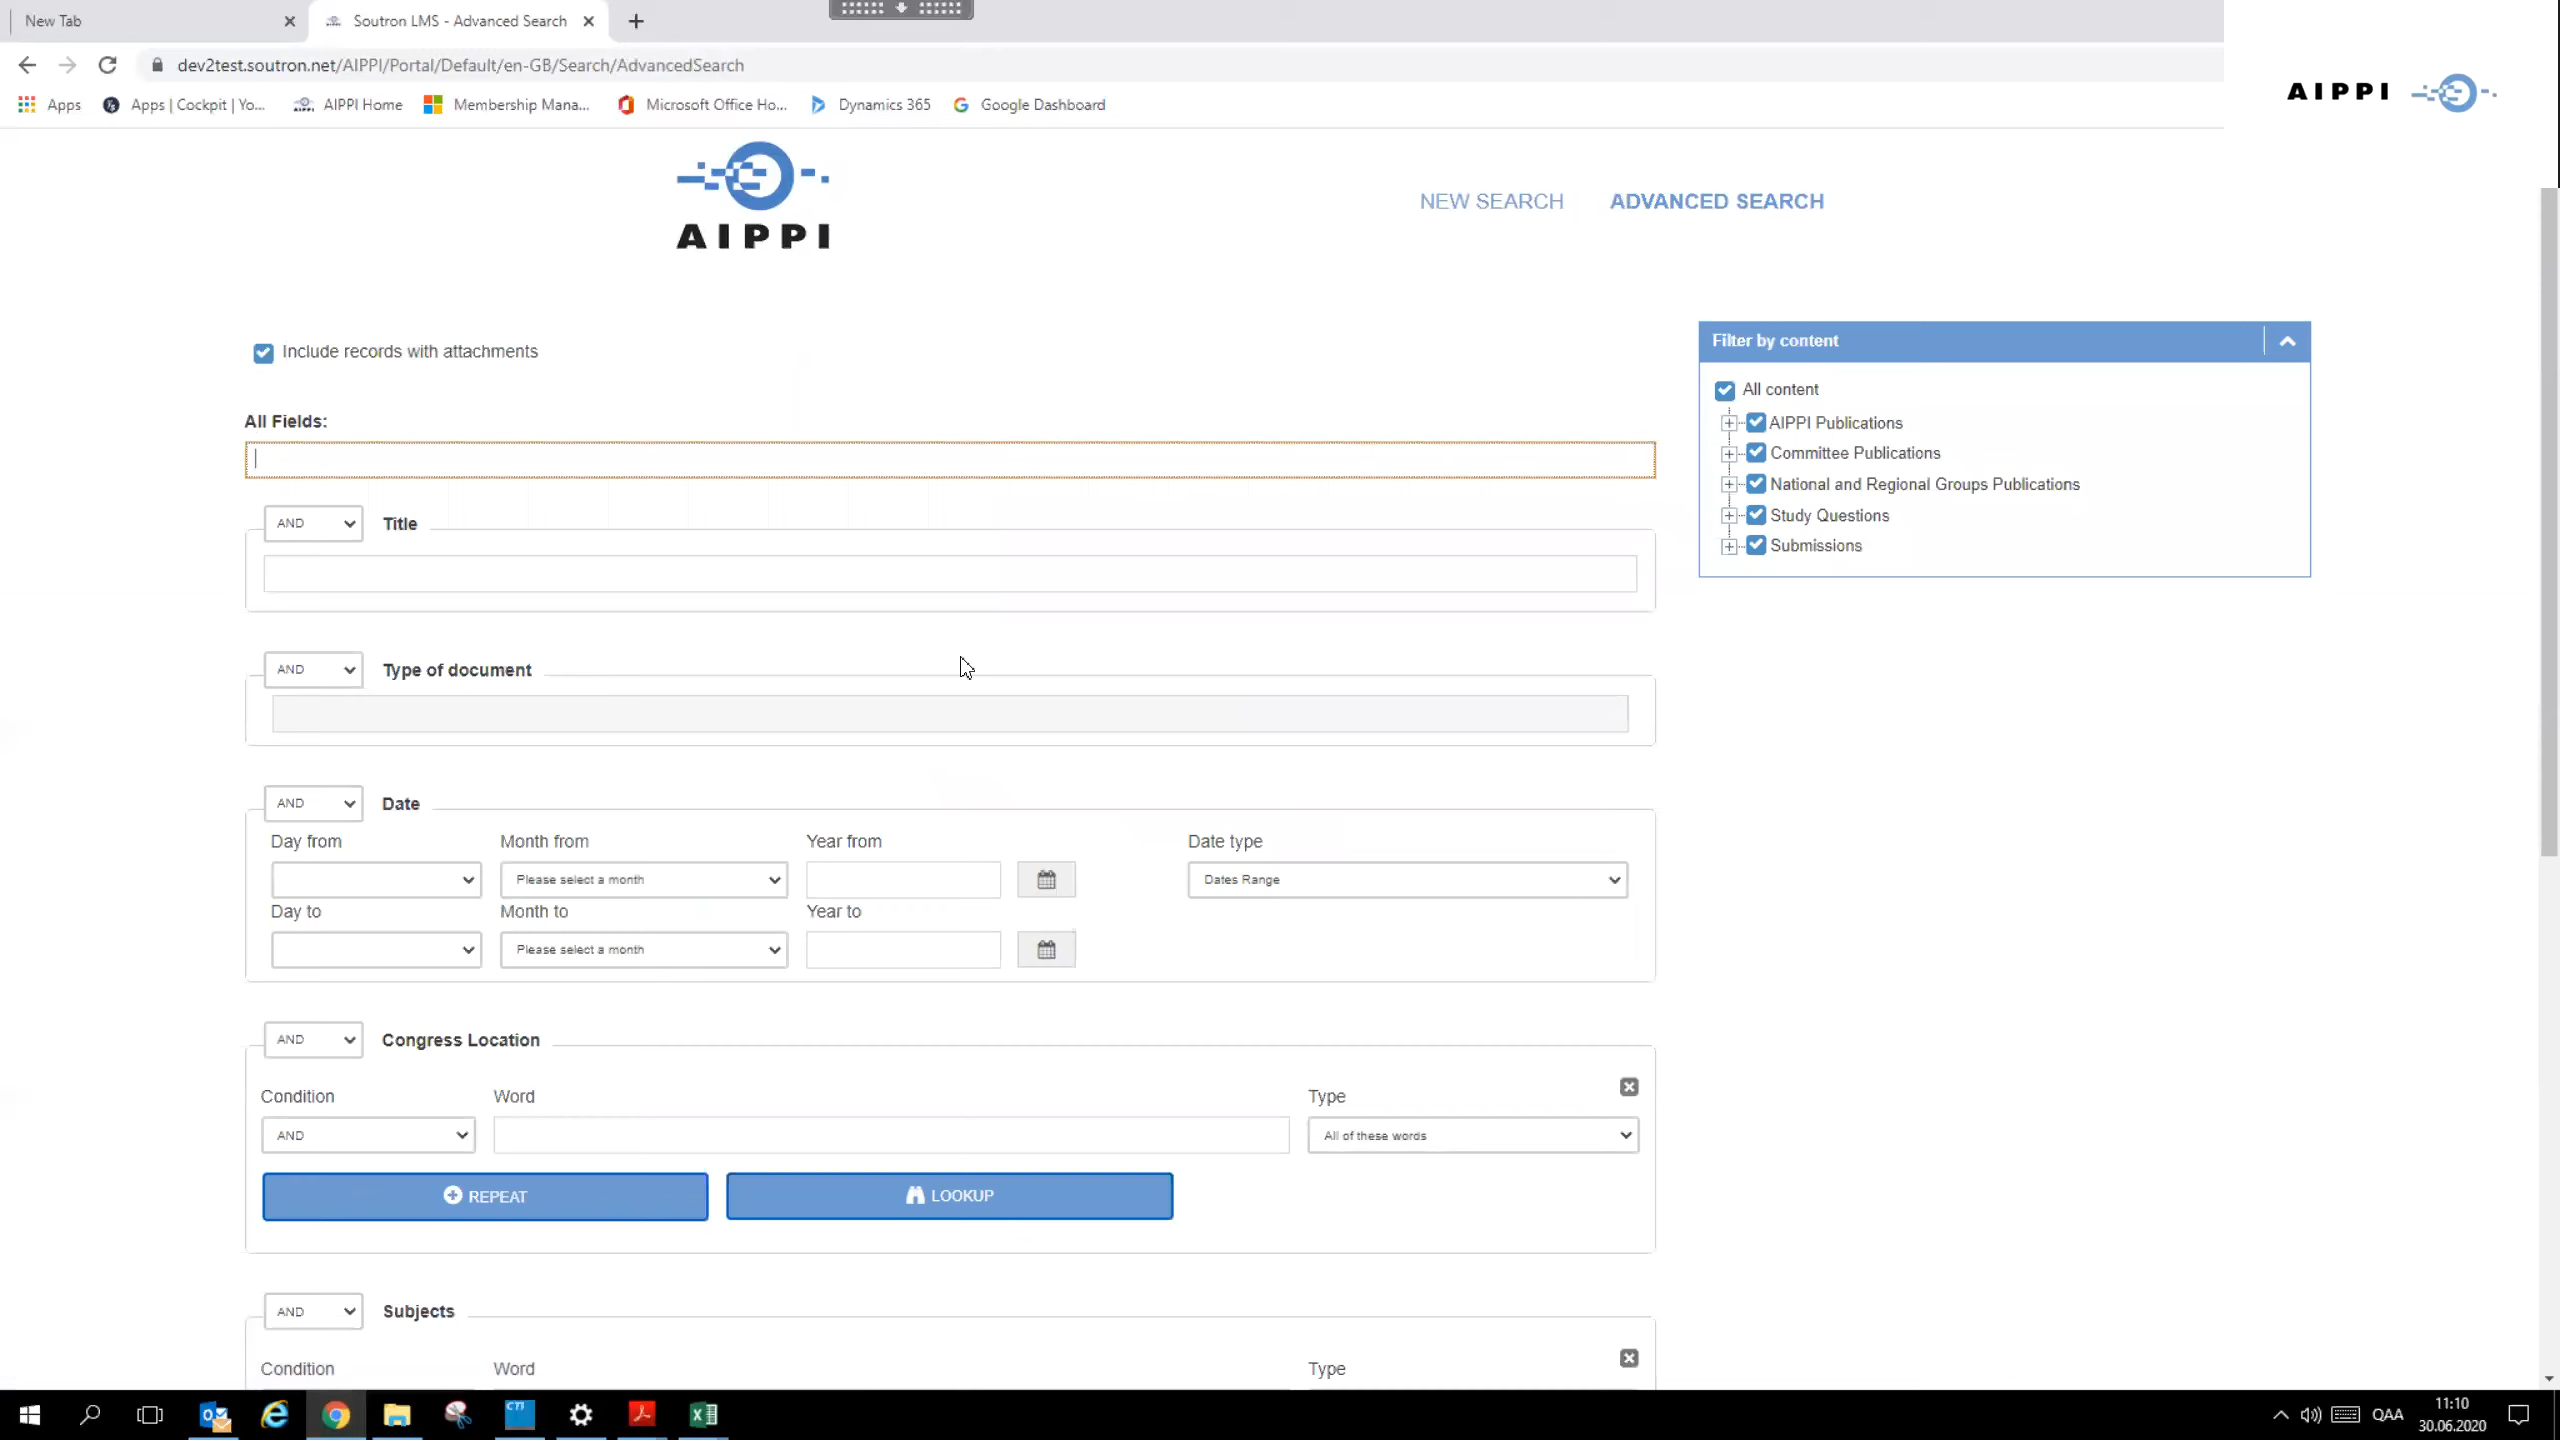 New Tab
Soutron LMS - Advanced Search
dev2test.soutron.net/AIPPI/Portal/Default/en-GB/Search/AdvancedSearch
Apps
Apps | Cockpit | Yo...
AIPPI Home
Membership Mana...
Microsoft Office Ho...
Dynamics 365
Google Dashboard
AIPPI
AIPPI
NEW SEARCH
ADVANCED SEARCH
Include records with attachments
Filter by content
All content
AIPPI Publications
Committee Publications
National and Regional Groups Publications
Study Questions
Submissions
All Fields:
AND
Title
AND
Type of document
AND
Date
Day from
Month from
Year from
Date type
Please select a month
Dates Range
Day to
Month to
Year to
Please select a month
AND
Congress Location
Condition
Word
Type
AND
All of these words
REPEAT
LOOKUP
AND
Subjects
Condition
Word
Type
CTI
QAA
11:10
30.06.2020